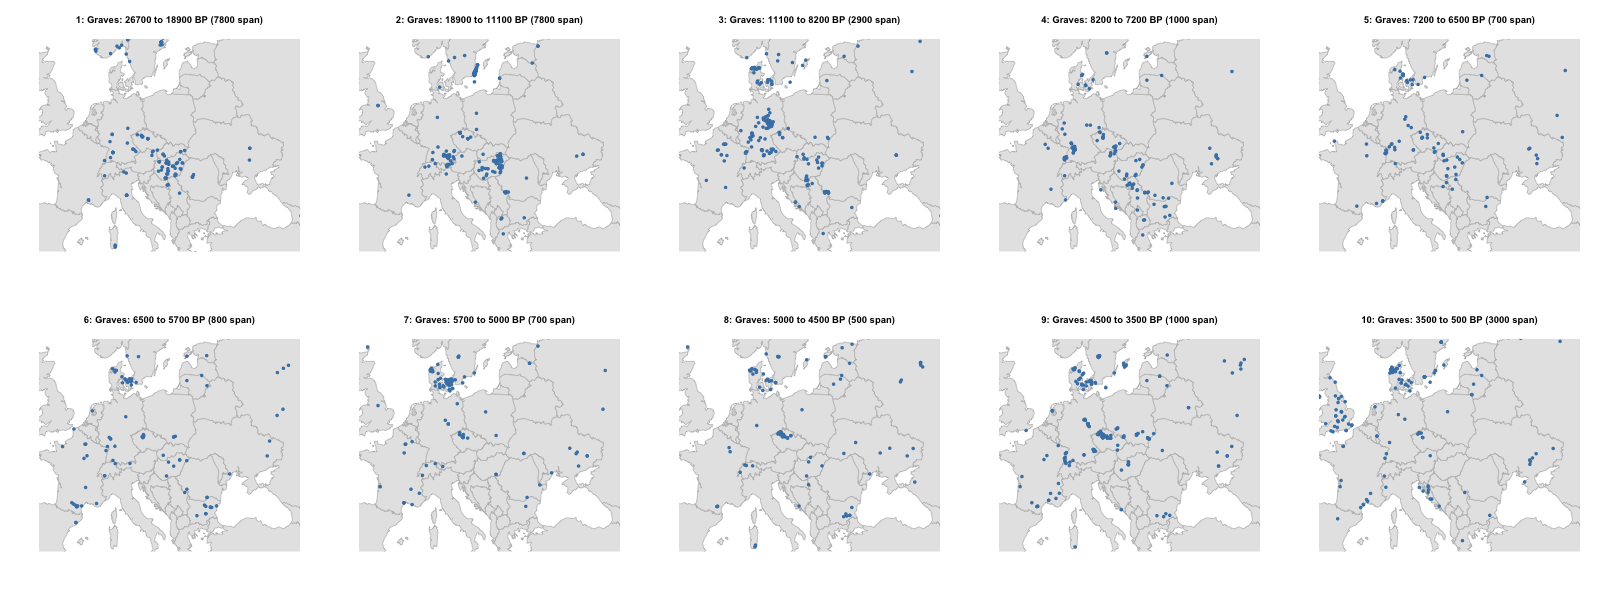 1: Graves: 26700 to 18900 BP (7800 span)
2: Graves: 18900 to 11100 BP (7800 span)
3: Graves: 11100 to 8200 BP (2900 span)
4: Graves: 8200 to 7200 BP (1000 span)
5: Graves: 7200 to 6500 BP (700 span)
6: Graves: 6500 to 5700 BP (800 span)
7: Graves: 5700 to 5000 BP (700 span)
8: Graves: 5000 to 4500 BP (500 span)
9: Graves: 4500 to 3500 BP (1000 span)
10: Graves: 3500 to 500 BP (3000 span)